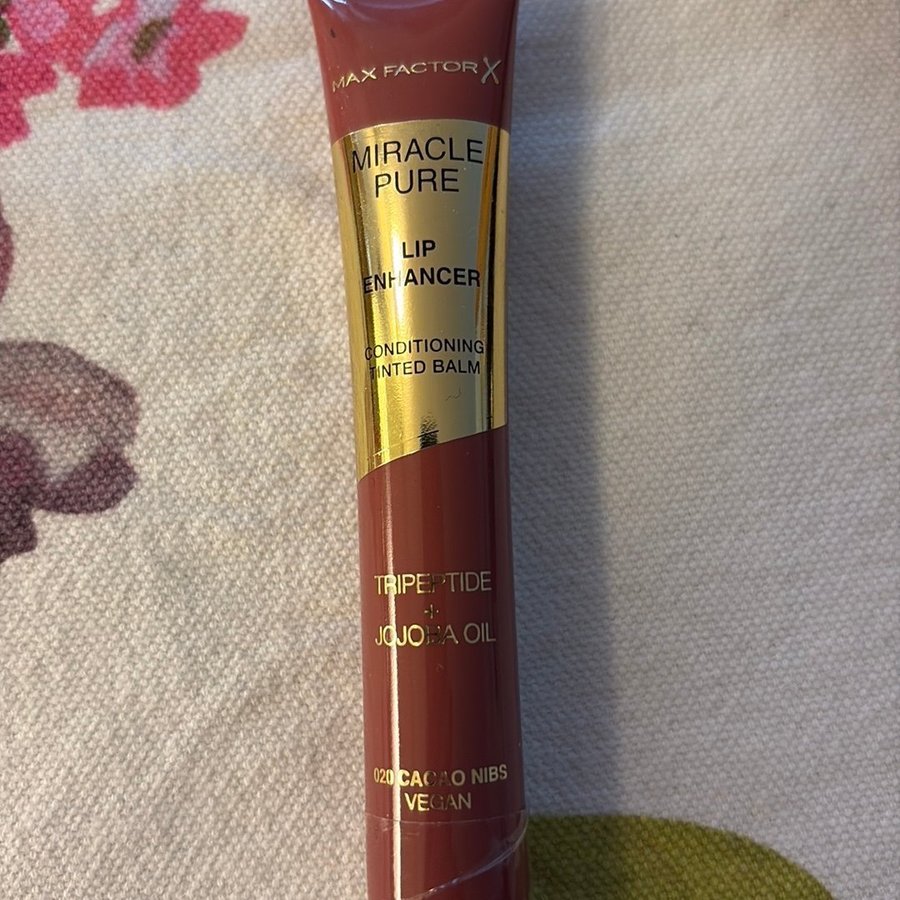 MAX FACTOR X
MIRACLE
PURE
LIP
ENHANCER
CONDITIONING
TINTED BALM
TRIPEPTIDE
+
JOJOBA OIL
020 CACAO NIBS
VEGAN